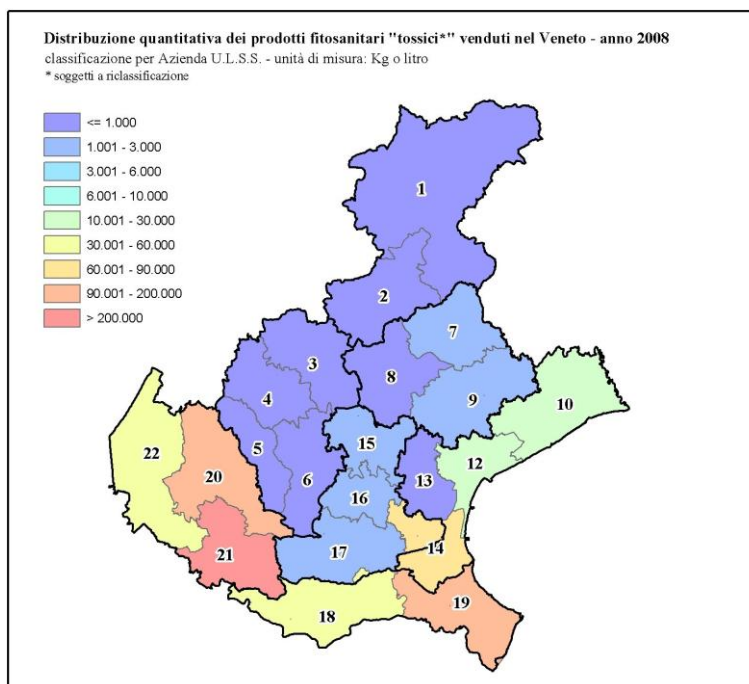 Distribuzione quantitativa dei prodotti fitosanitari "tossici*" venduti nel Veneto - anno 2008
classificazione per Azienda U.L.S.S. - unità di misura: Kg o litro
* soggetti a riclassificazione
<= 1.000
1.001 - 3.000
3.001 - 6.000
6.001 - 10.000
10.001 - 30.000
30.001 - 60.000
60.001 - 90.000
90.001 - 200.000
> 200.000
1
2
7
3
8
4
9
10
15
5
22
12
20
6
13
16
14
17
21
19
18